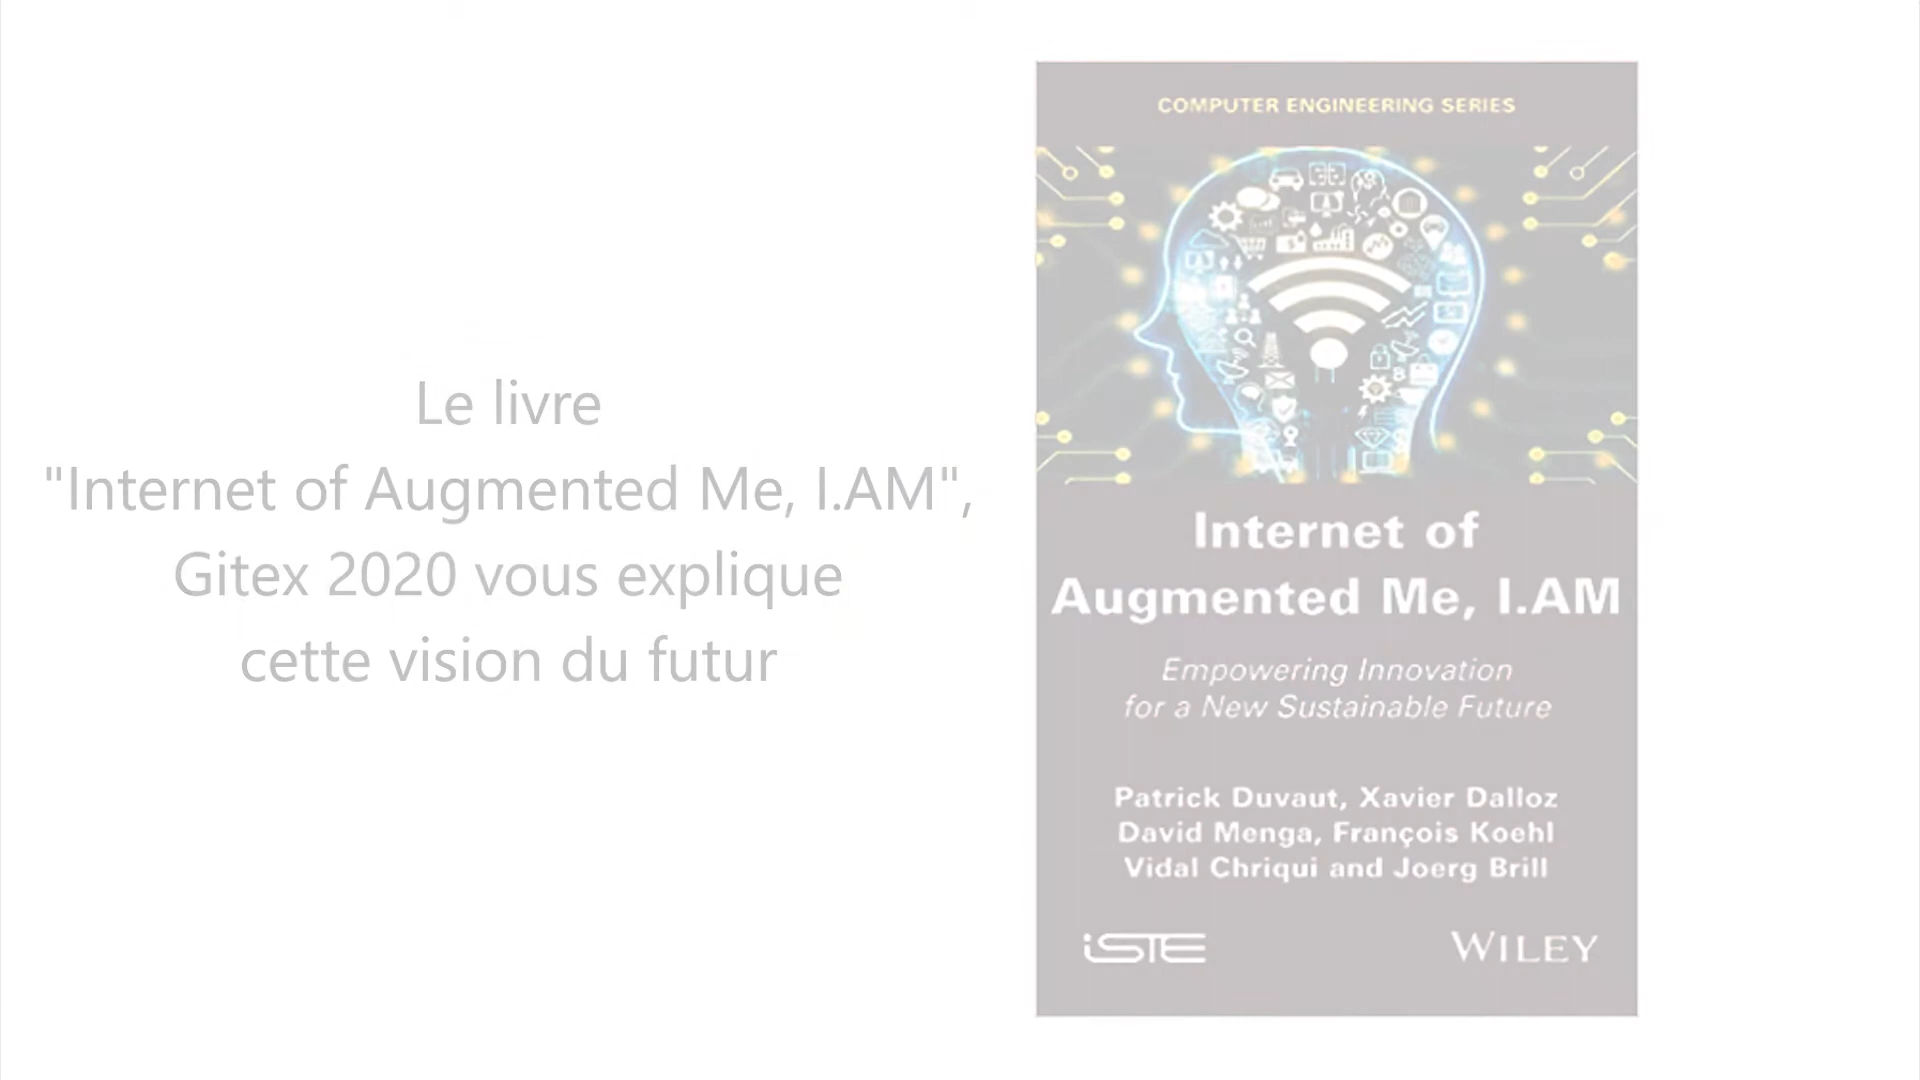 Le livre
"Internet of Augmented Me, I.AM",
Gitex 2020 vous explique
cette vision du futur
COMPUTER ENGINEERING SERIES
Internet of
Augmented Me, I.AM
Empowering Innovation
for a New Sustainable Future
Patrick Duvaut, Xavier Dalloz
David Menga, François Koehl
Vidal Chriqui and Joerg Brill
iSTE
WILEY